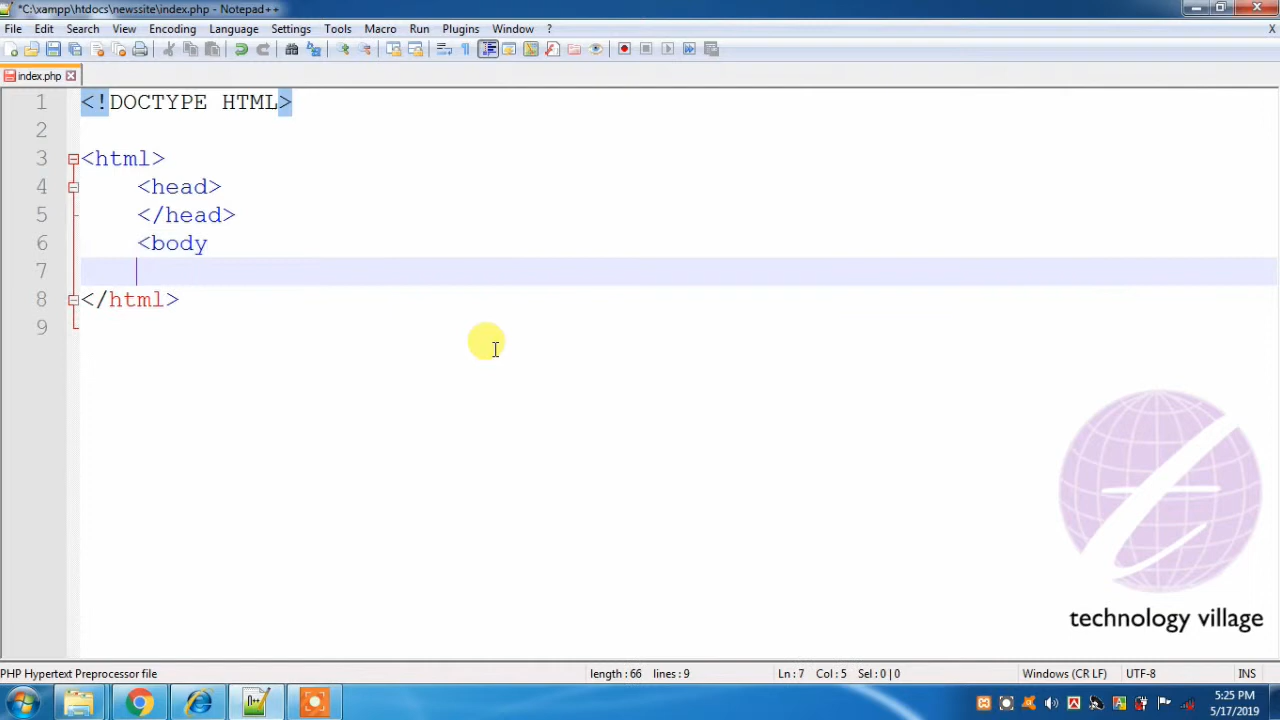 *C:\xampp\htdocs\newssite\index.php - Notepad++
File Edit Search View Encoding Language Settings Tools Macro Run Plugins Window ? X
index.php
1 <!DOCTYPE HTML>
2
3 <html>
4 <head>
5 </head>
6 <body
7
8 </html>
9
technology village
PHP Hypertext Preprocessor file length : 66 lines : 9 Ln : 7 Col : 5 Sel : 0 | 0 Windows (CR LF) UTF-8 INS
5:25 PM
5/17/2019